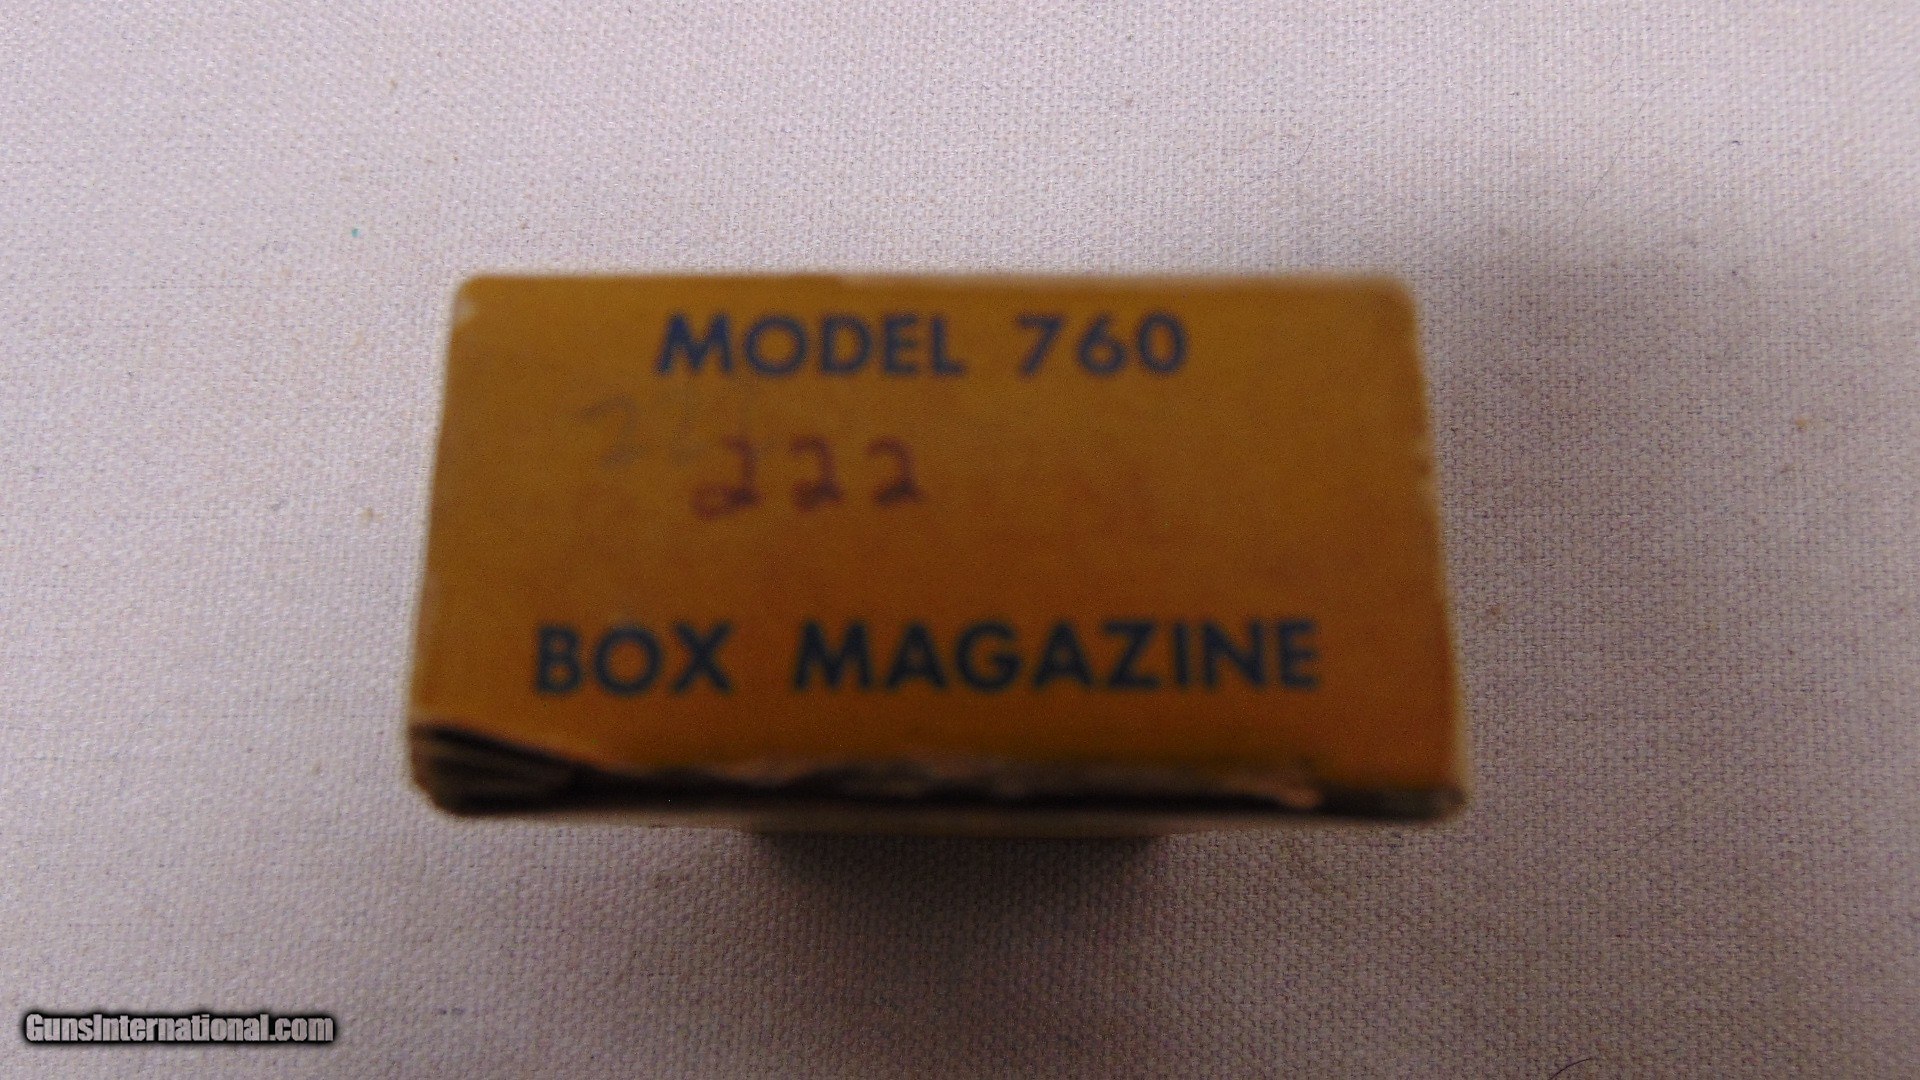 MODEL 760
.222
BOX MAGAZINE
GunsInternational.com